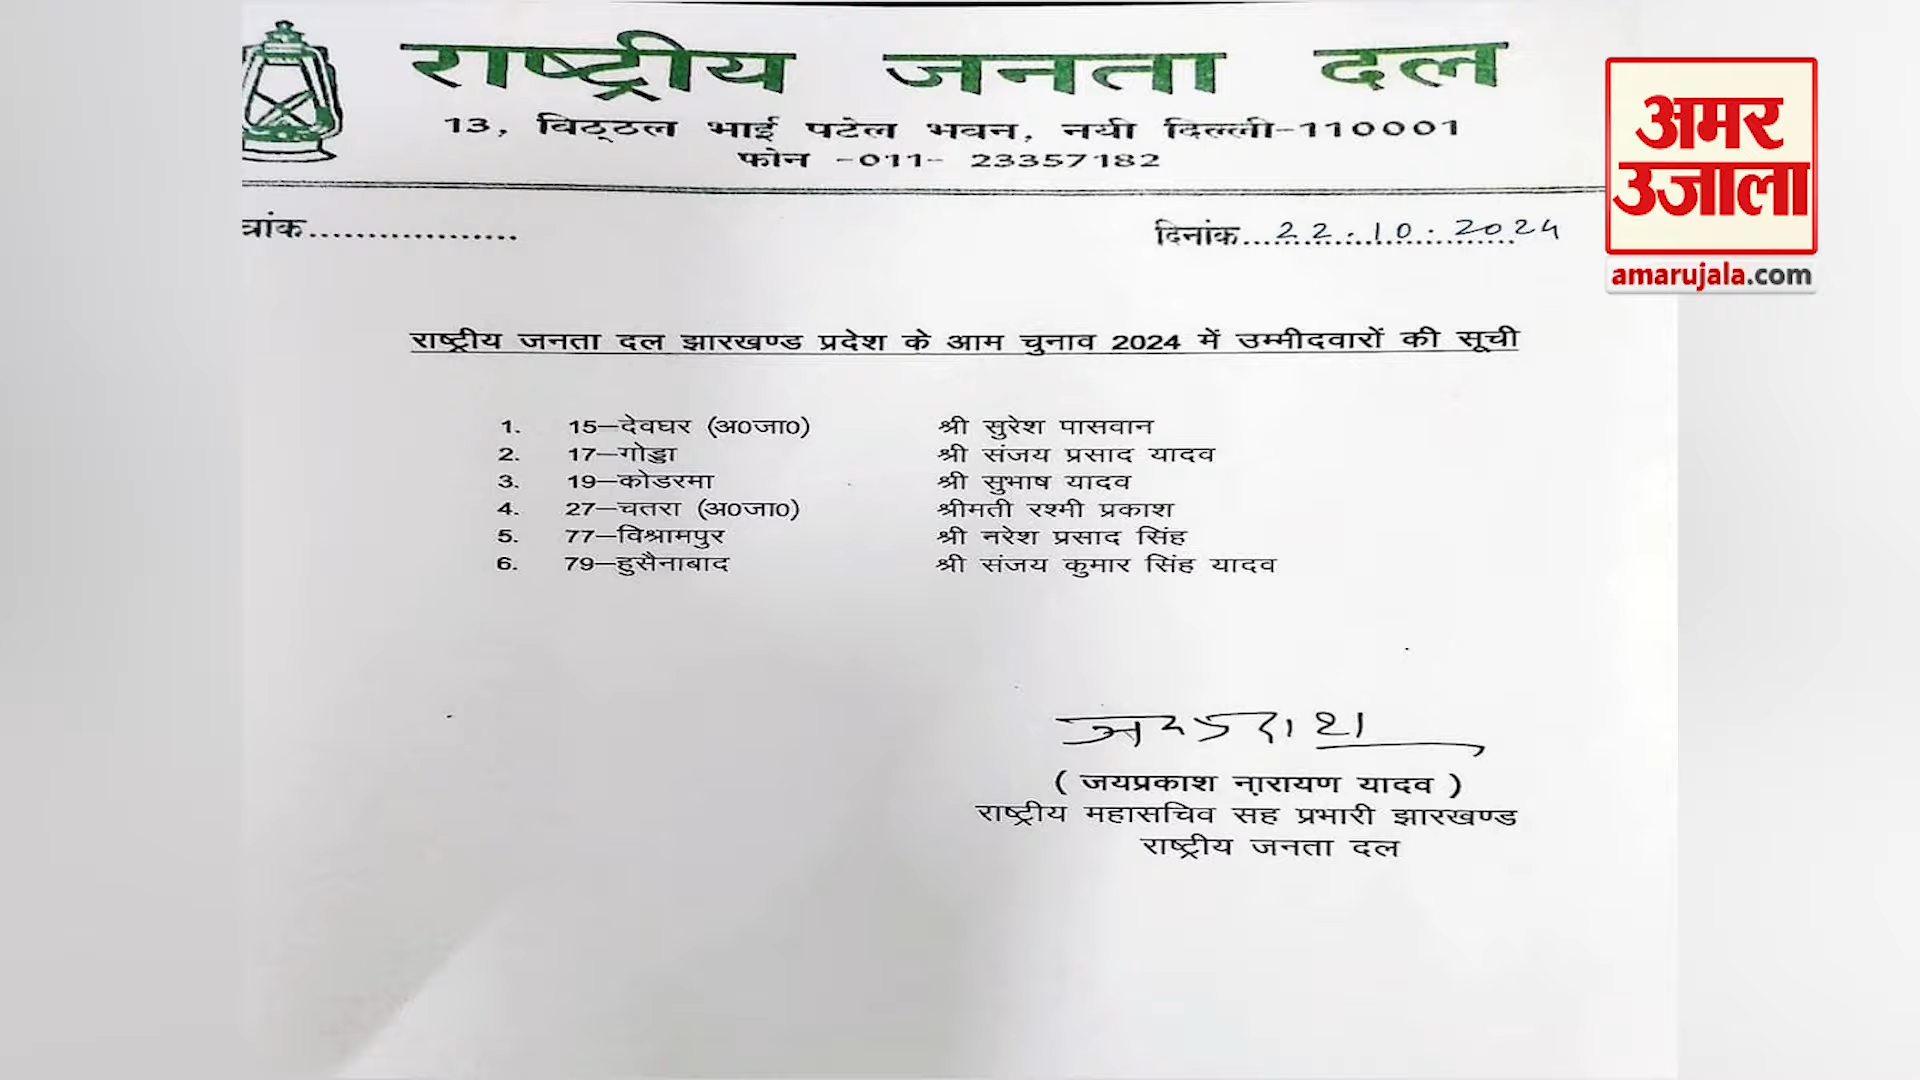 राष्ट्रीय जनता दल
13, विठ्ठल भाई पटेल भवन, नयी दिल्ली-110001
फोन -011- 23357182
अमर
उजाला
amarujala.com
त्रांक..................
दिनांक...22.10.2024
राष्ट्रीय जनता दल झारखण्ड प्रदेश के आम चुनाव 2024 में उम्मीदवारों की सूची
1. 15–देवघर (अ0जा0) श्री सुरेश पासवान
2. 17–गोड्डा श्री संजय प्रसाद यादव
3. 19–कोडरमा श्री सुभाष यादव
4. 27–चतरा (अ0जा0) श्रीमती रश्मी प्रकाश
5. 77–विश्रामपुर श्री नरेश प्रसाद सिंह
6. 79–हुसैनाबाद श्री संजय कुमार सिंह यादव
( जयप्रकाश नारायण यादव )
राष्ट्रीय महासचिव सह प्रभारी झारखण्ड
राष्ट्रीय जनता दल